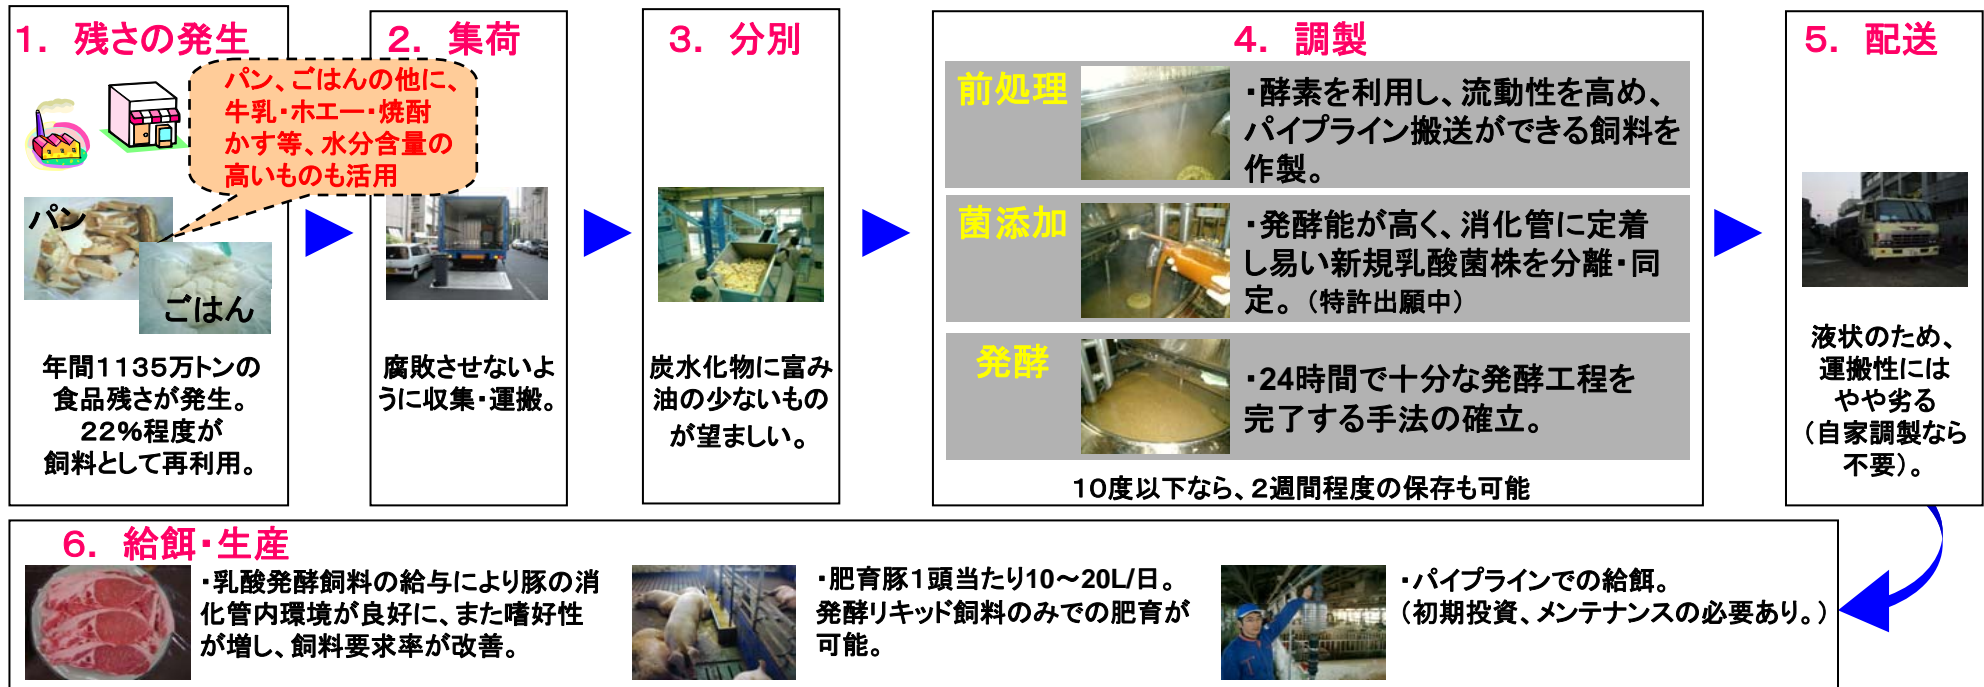 1. 残さの発生
パン、ごはんの他に、
牛乳・ホエー・焼酎
かす等、水分含量の
高いものも活用
パン
ごはん
年間1135万トンの
食品残さが発生。
22%程度が
飼料として再利用。
2. 集荷
腐敗させないよ
うに収集・運搬。
3. 分別
炭水化物に富み
油の少ないもの
が望ましい。
4. 調製
前処理
・酵素を利用し、流動性を高め、
パイプライン搬送ができる飼料を
作製。
菌添加
・発酵能が高く、消化管に定着
し易い新規乳酸菌株を分離・同
定。（特許出願中）
発酵
・24時間で十分な発酵工程を
完了する手法の確立。
10度以下なら、2週間程度の保存も可能
5. 配送
液状のため、
運搬性には
やや劣る
（自家調製なら
不要）。
6. 給餌・生産
・乳酸発酵飼料の給与により豚の消
化管内環境が良好に、また嗜好性
が増し、飼料要求率が改善。
・肥育豚1頭当たり10～20L/日。
発酵リキッド飼料のみでの肥育が
可能。
・パイプラインでの給餌。
（初期投資、メンテナンスの必要あり。）